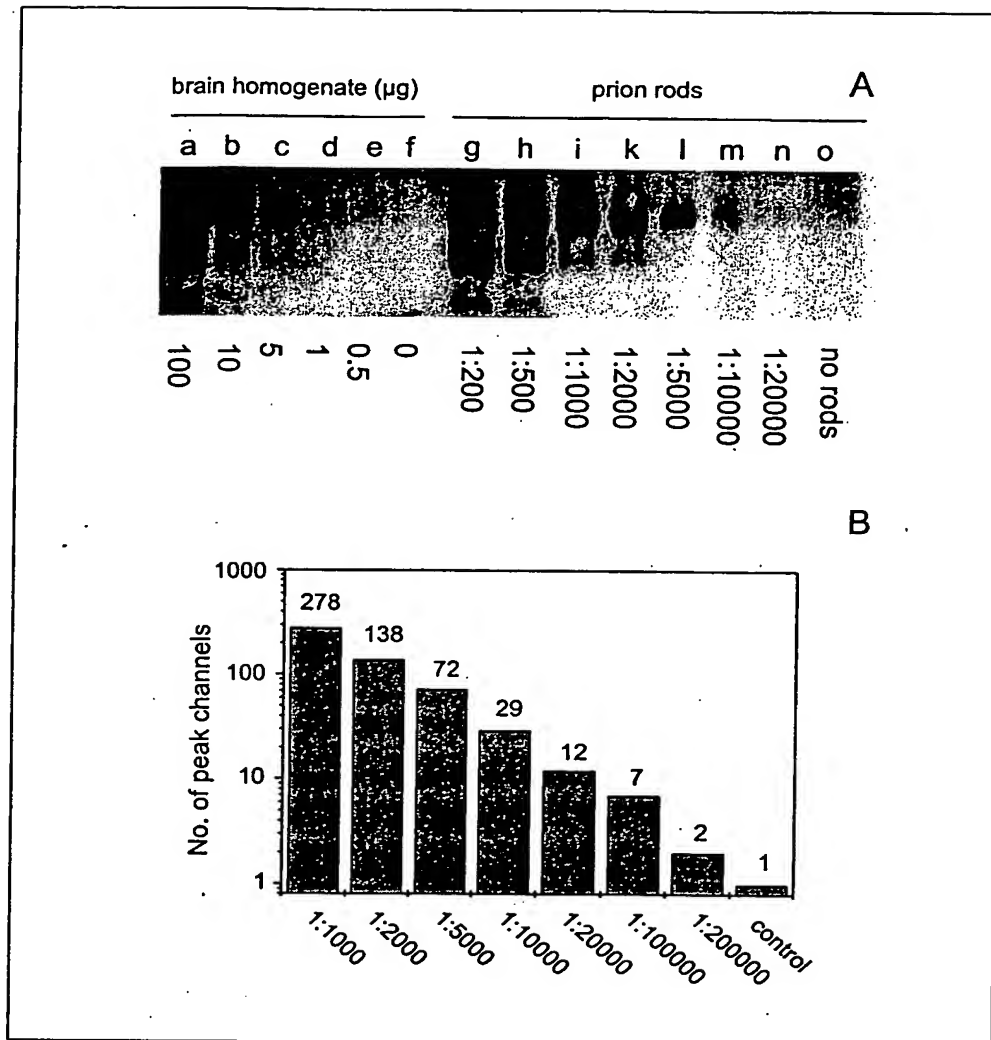 brain homogenate (µg) prion rods A
a b c d e f g h i k l m n o
100 10 5 1 0.5 0 1:200 1:500 1:1000 1:2000 1:5000 1:10000 1:20000 no rods
B
No. of peak channels
1000
100
10
1
278 138 72 29 12 7 2 1
1:1000 1:2000 1:5000 1:10000 1:20000 1:100000 1:200000 control